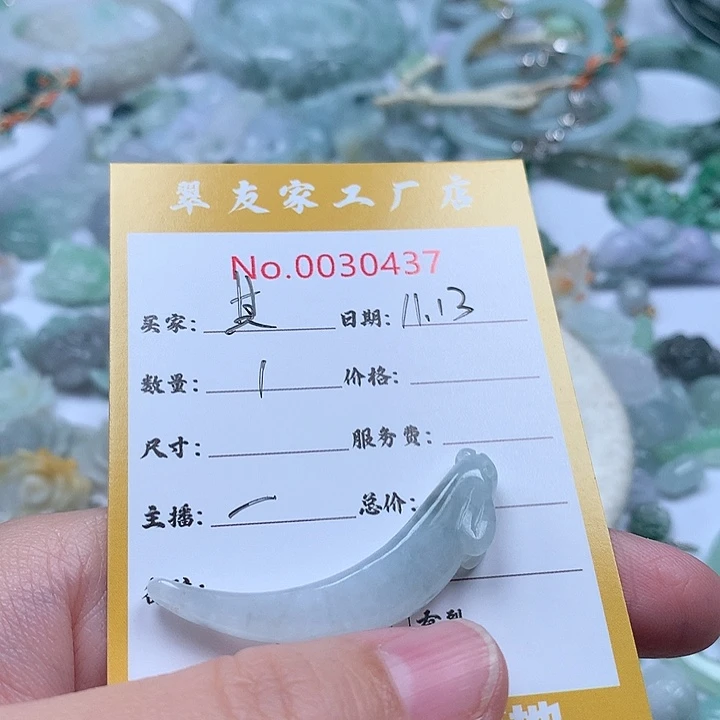 翠友家工厂店
No.0030437
买家: 夏 日期: 11.13
数量: 1 价格:
尺寸: 服务费:
主播: 一 总价: